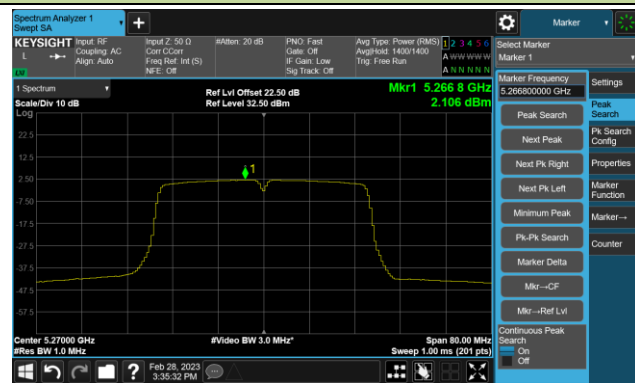 Spectrum Analyzer 1
Swept SA
+
Marker
KEYSIGHT
L
LW
Input: RF
Coupling: AC
Align: Auto
Input Z: 50 Ω
Corr CCorr
Freq Ref: Int (S)
NFE: Off
#Atten: 20 dB
PNO: Fast
Gate: Off
IF Gain: Low
Sig Track: Off
Avg Type: Power (RMS)
Avg|Hold: 1400/1400
Trig: Free Run
1 2 3 4 5 6
A W W W W W
A N N N N N
Select Marker
Marker 1
1 Spectrum
Scale/Div 10 dB
Log
Ref Lvl Offset 22.50 dB
Ref Level 32.50 dBm
Mkr1 5.266 8 GHz
2.106 dBm
22.5
12.5
2.50
-7.50
-17.5
-27.5
-37.5
-47.5
-57.5
1
Center 5.27000 GHz
#Res BW 1.0 MHz
#Video BW 3.0 MHz*
Span 80.00 MHz
Sweep 1.00 ms (201 pts)
Marker Frequency
5.266800000 GHz
Peak Search
Next Peak
Next Pk Right
Next Pk Left
Minimum Peak
Pk-Pk Search
Marker Delta
Mkr→CF
Mkr→Ref Lvl
Continuous Peak
Search
On
Off
Settings
Peak
Search
Pk Search
Config
Properties
Marker
Function
Marker→
Counter
?
Feb 28, 2023
3:35:32 PM